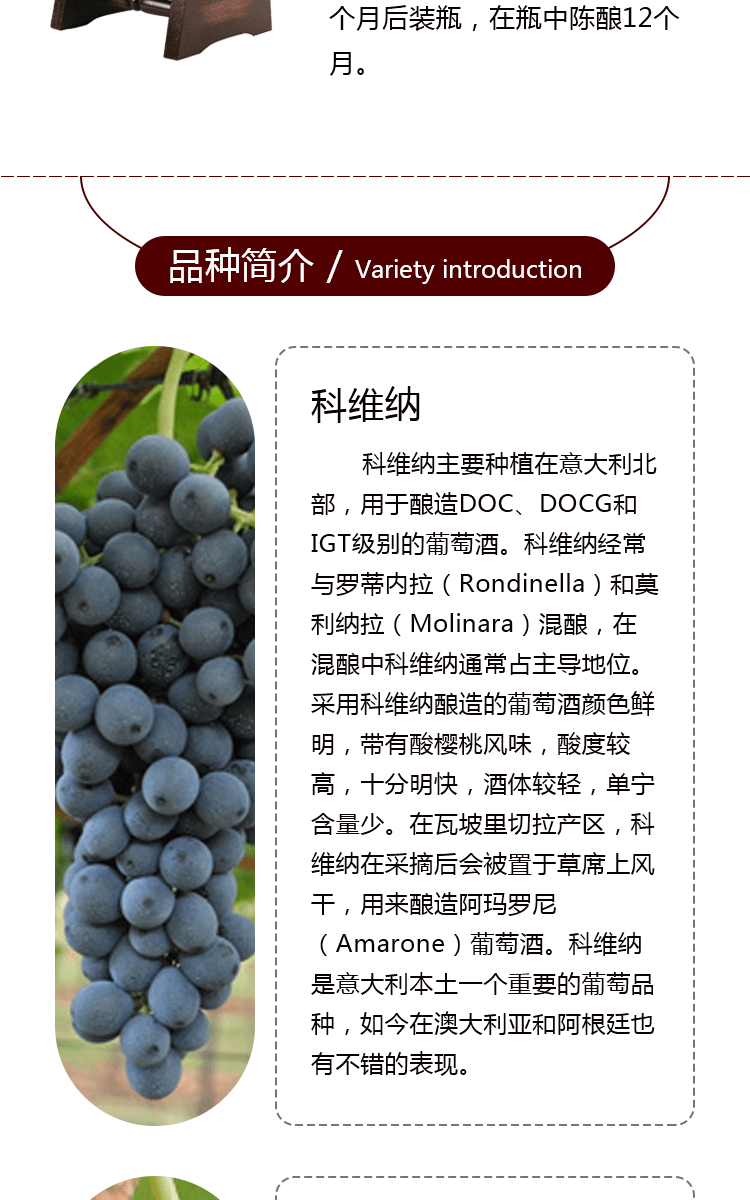 个月后装瓶，在瓶中陈酿12个
月。
品种简介 / Variety introduction
科维纳
科维纳主要种植在意大利北
部，用于酿造DOC、DOCG和
IGT级别的葡萄酒。科维纳经常
与罗蒂内拉（Rondinella）和莫
利纳拉（Molinara）混酿，在
混酿中科维纳通常占主导地位。
采用科维纳酿造的葡萄酒颜色鲜
明，带有酸樱桃风味，酸度较
高，十分明快，酒体较轻，单宁
含量少。在瓦坡里切拉产区，科
维纳在采摘后会被置于草席上风
干，用来酿造阿玛罗尼
（Amarone）葡萄酒。科维纳
是意大利本土一个重要的葡萄品
种，如今在澳大利亚和阿根廷也
有不错的表现。